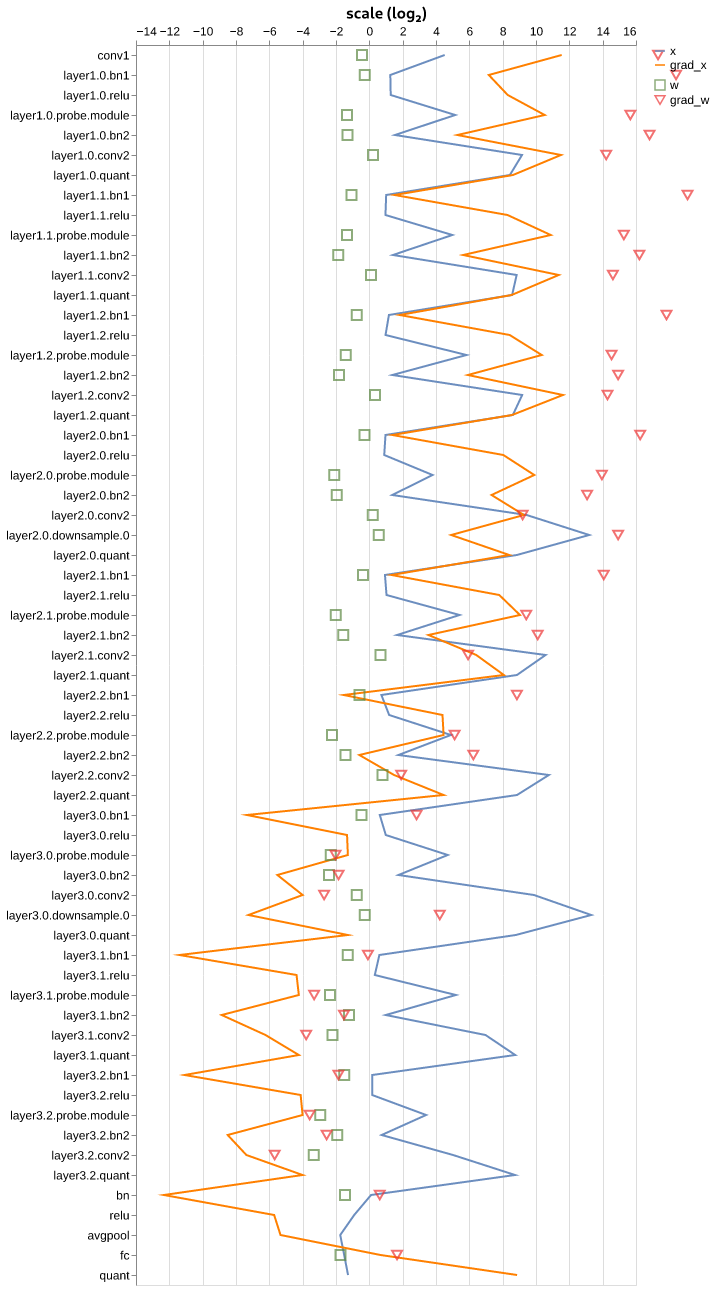 scale (log₂)
−14 −12 −10 −8 −6 −4 −2 0 2 4 6 8 10 12 14 16
x
grad_x
w
grad_w
conv1
layer1.0.bn1
layer1.0.relu
layer1.0.probe.module
layer1.0.bn2
layer1.0.conv2
layer1.0.quant
layer1.1.bn1
layer1.1.relu
layer1.1.probe.module
layer1.1.bn2
layer1.1.conv2
layer1.1.quant
layer1.2.bn1
layer1.2.relu
layer1.2.probe.module
layer1.2.bn2
layer1.2.conv2
layer1.2.quant
layer2.0.bn1
layer2.0.relu
layer2.0.probe.module
layer2.0.bn2
layer2.0.conv2
layer2.0.downsample.0
layer2.0.quant
layer2.1.bn1
layer2.1.relu
layer2.1.probe.module
layer2.1.bn2
layer2.1.conv2
layer2.1.quant
layer2.2.bn1
layer2.2.relu
layer2.2.probe.module
layer2.2.bn2
layer2.2.conv2
layer2.2.quant
layer3.0.bn1
layer3.0.relu
layer3.0.probe.module
layer3.0.bn2
layer3.0.conv2
layer3.0.downsample.0
layer3.0.quant
layer3.1.bn1
layer3.1.relu
layer3.1.probe.module
layer3.1.bn2
layer3.1.conv2
layer3.1.quant
layer3.2.bn1
layer3.2.relu
layer3.2.probe.module
layer3.2.bn2
layer3.2.conv2
layer3.2.quant
bn
relu
avgpool
fc
quant